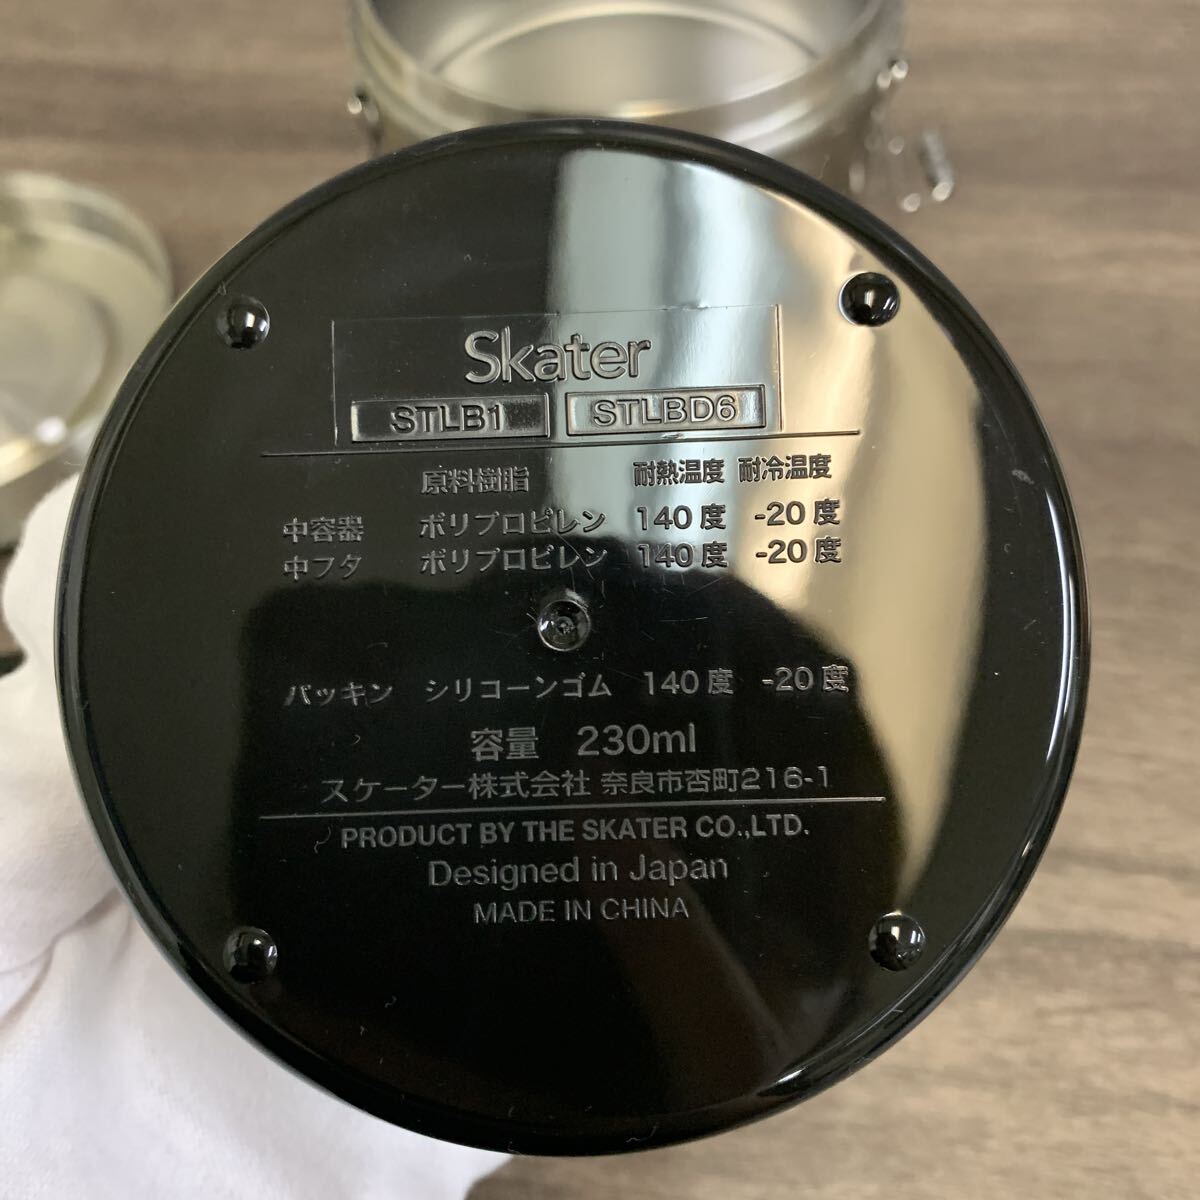 Skater
STLB1 STLBD6
原料樹脂 耐熱温度 耐冷温度
中容器 ポリプロピレン 140度 -20度
中フタ ポリプロピレン 140度 -20度
パッキン シリコーンゴム 140度 -20度
容量 230ml
スケーター株式会社 奈良市杏町216-1
PRODUCT BY THE SKATER CO.,LTD.
Designed in Japan
MADE IN CHINA